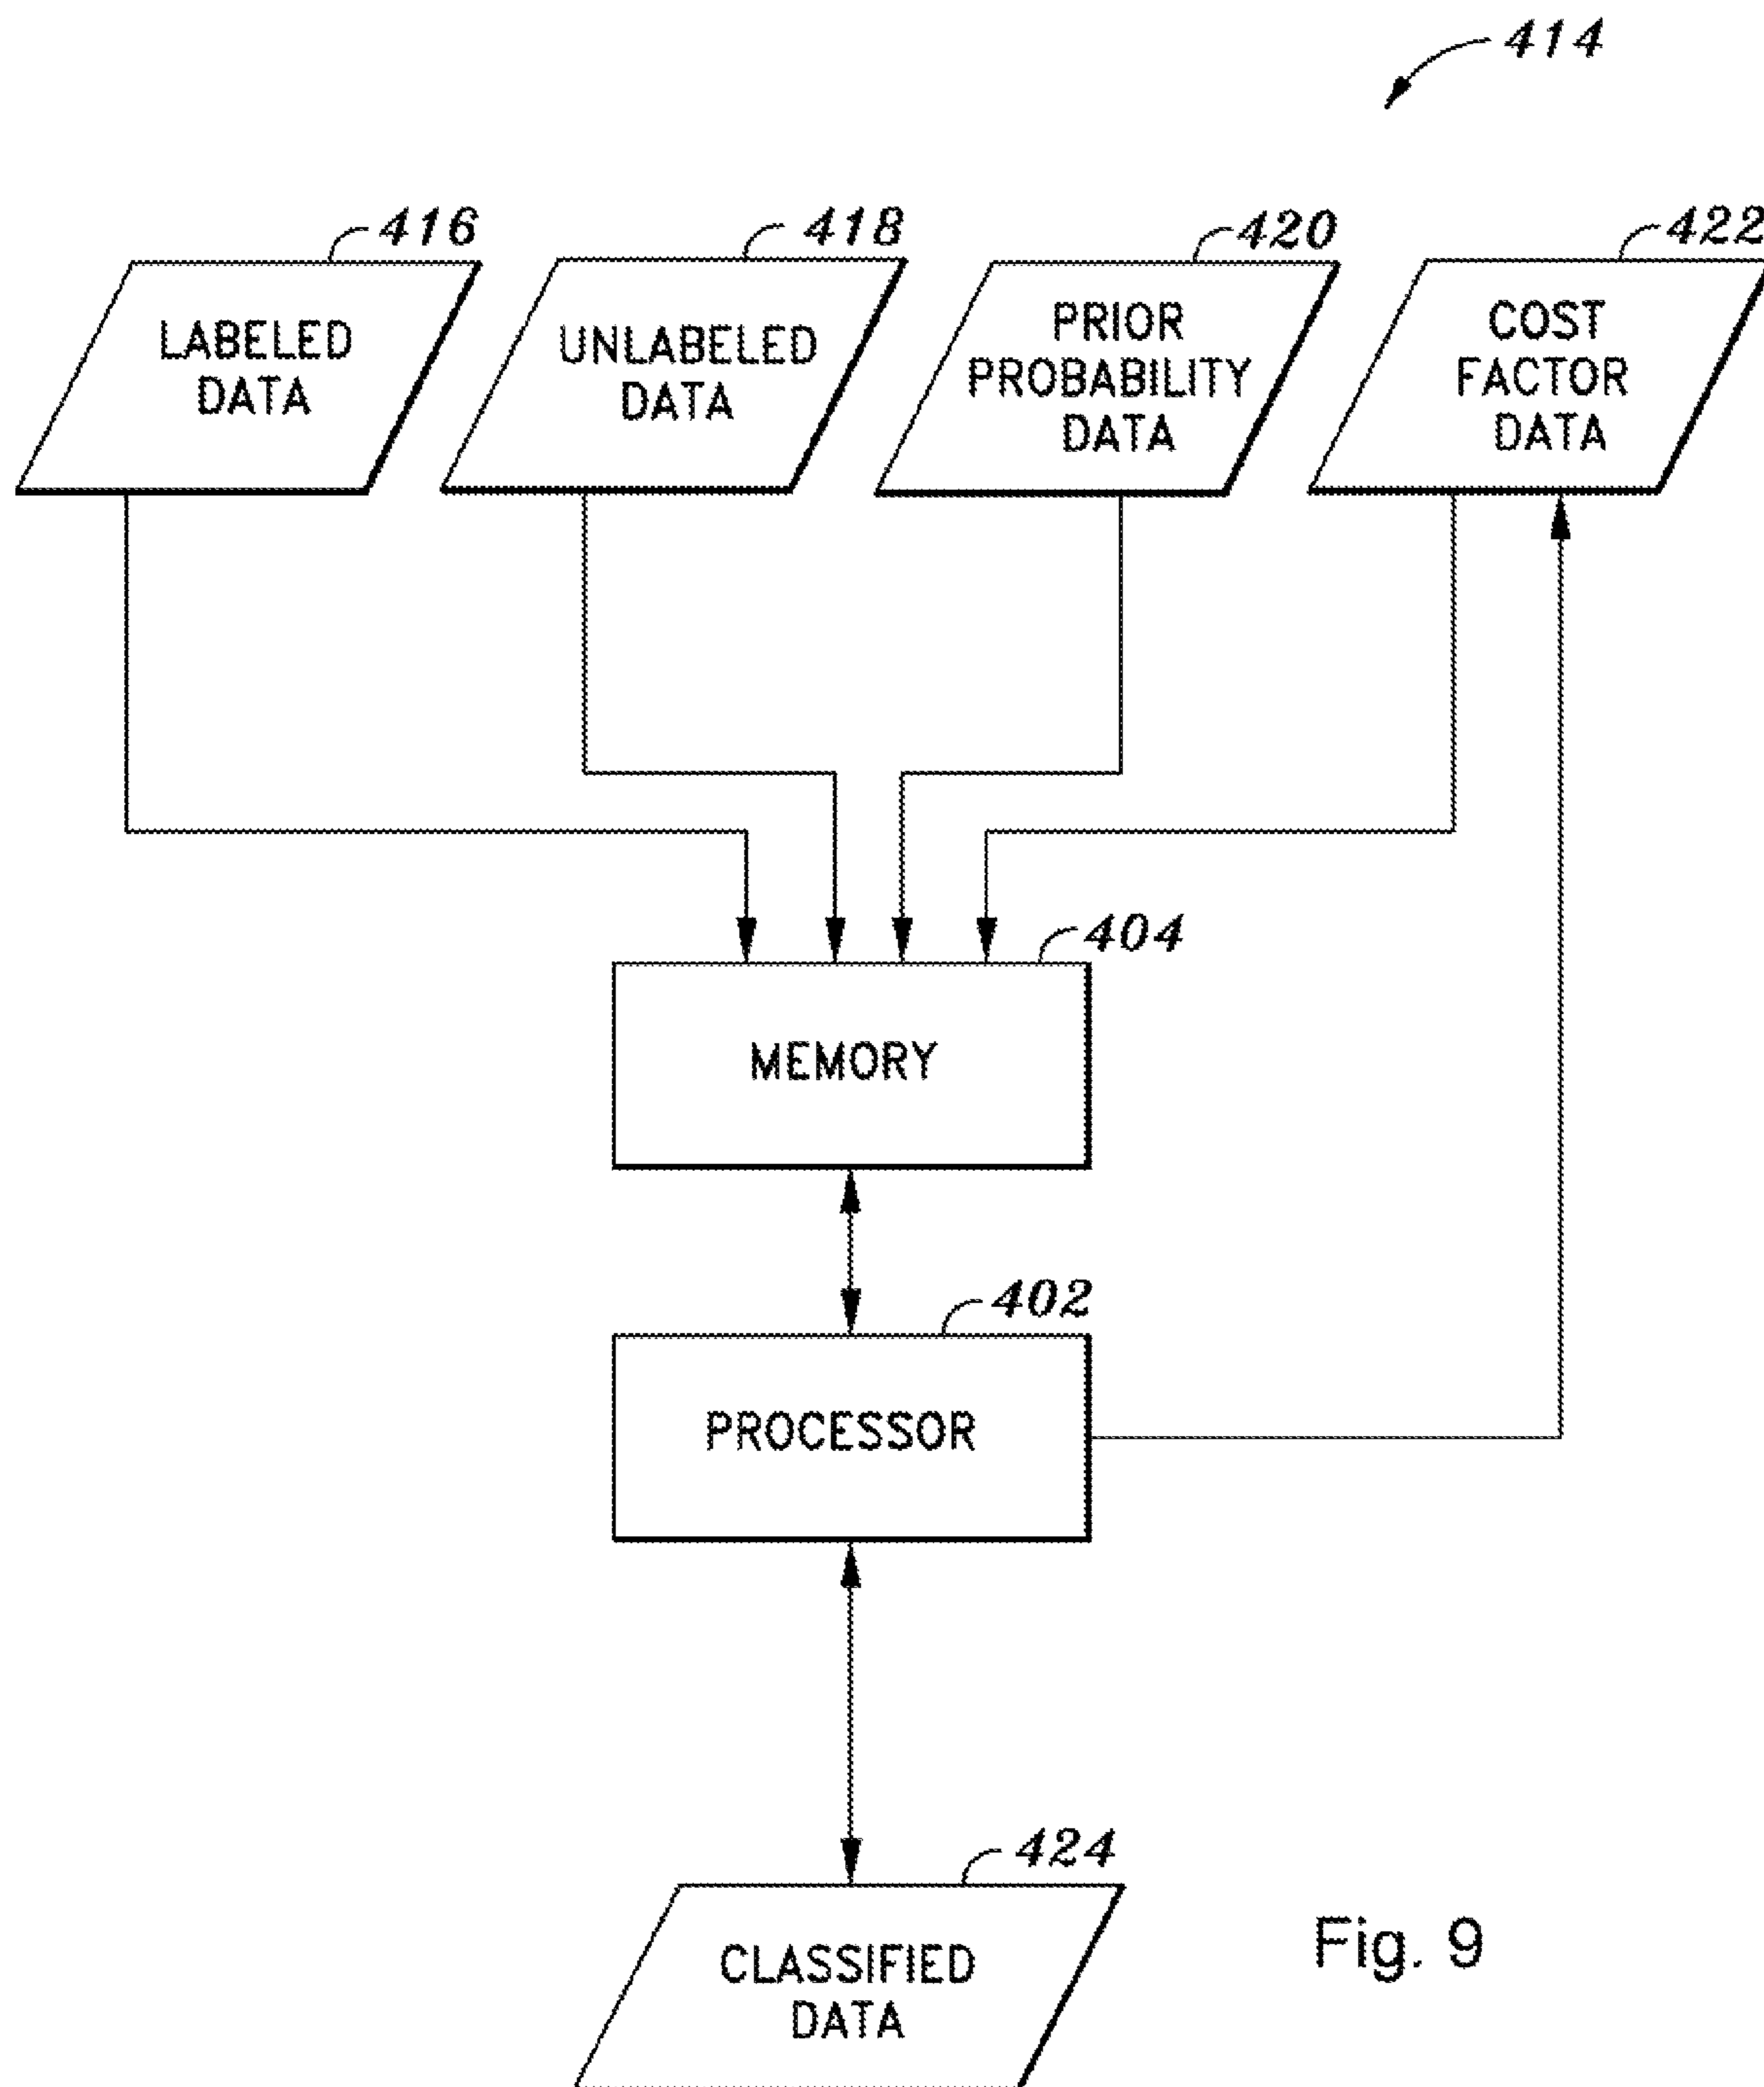 414
416
418
420
422
LABELED
DATA
UNLABELED
DATA
PRIOR
PROBABILITY
DATA
COST
FACTOR
DATA
404
MEMORY
402
PROCESSOR
424
CLASSIFIED
DATA
Fig. 9